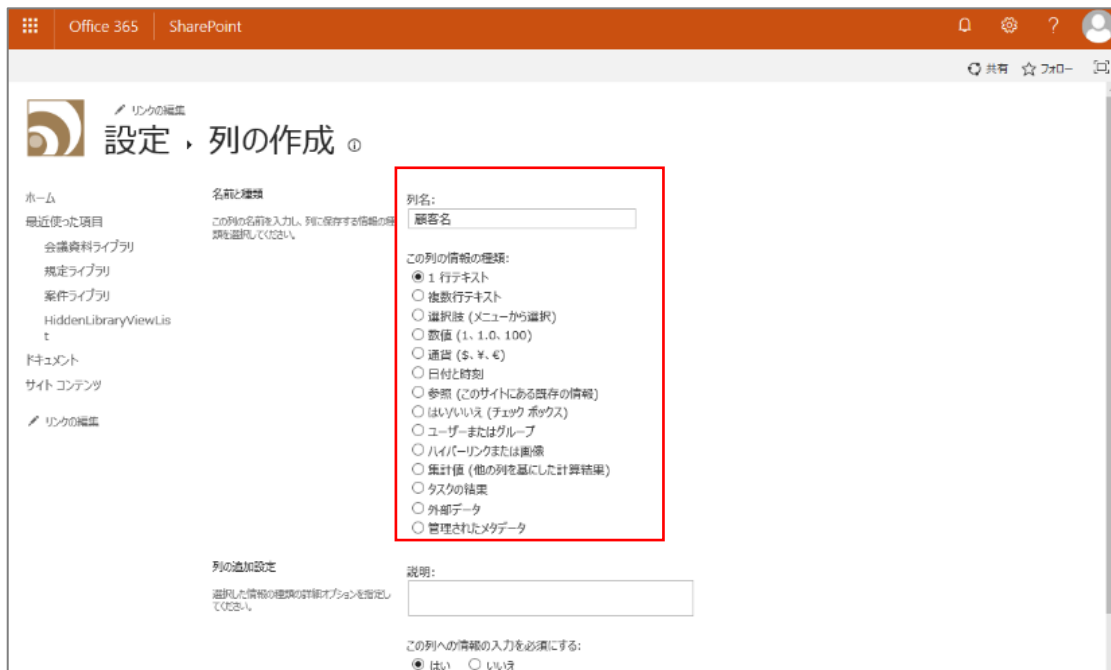 Office 365 SharePoint
共有 フォロー
リンクの編集
設定 ▸ 列の作成
ホーム
最近使った項目
会議資料ライブラリ
規定ライブラリ
案件ライブラリ
HiddenLibraryViewLis
t
ドキュメント
サイト コンテンツ
リンクの編集
名前と種類
この列の名前を入力し、列に保存する情報の種
類を選択してください。
列名:
顧客名
この列の情報の種類:
1 行テキスト
複数行テキスト
選択肢 (メニューから選択)
数値 (1、1.0、100)
通貨 ($、¥、€)
日付と時刻
参照 (このサイトにある既存の情報)
はい/いいえ (チェック ボックス)
ユーザーまたはグループ
ハイパーリンクまたは画像
集計値 (他の列を基にした計算結果)
タスクの結果
外部データ
管理されたメタデータ
列の追加設定
選択した情報の種類の詳細オプションを指定し
てください。
説明:
この列への情報の入力を必須にする:
はい いいえ